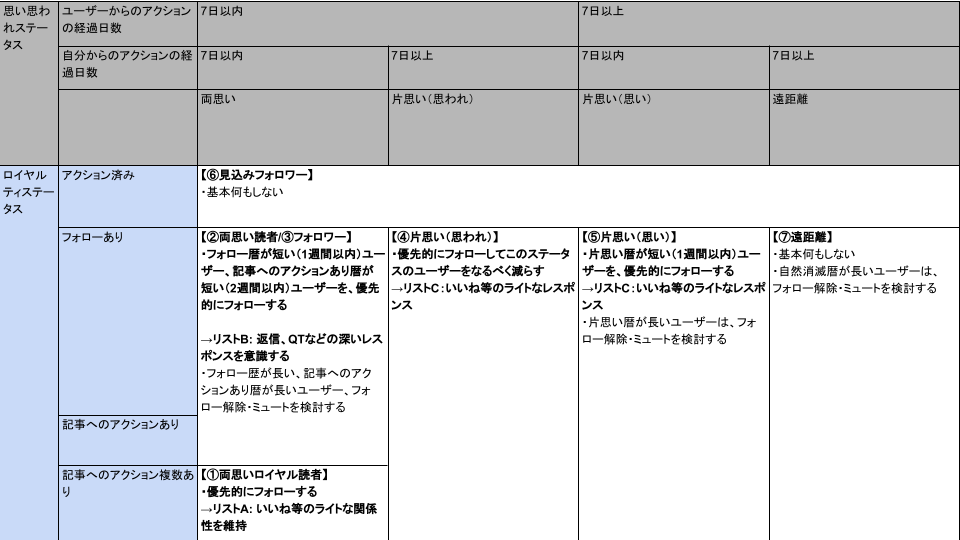 思い思わ
れステー
タス
ユーザーからのアクション
の経過日数
7日以内
7日以上
自分からのアクションの経
過日数
7日以内
7日以上
7日以内
7日以上
両思い
片思い（思われ）
片思い（思い）
遠距離
ロイヤル
ティステー
タス
アクション済み
【⑥見込みフォロワー】
・基本何もしない
フォローあり
【②両思い読者/③フォロワー】
・フォロー暦が短い（1週間以内）ユー
ザー、記事へのアクションあり暦が
短い（2週間以内）ユーザーを、優先
的にフォローする
→リストB: 返信、QTなどの深いレス
ポンスを意識する
・フォロー歴が長い、記事へのアク
ションあり暦が長いユーザー、フォ
ロー解除・ミュートを検討する
【④片思い（思われ）】
・優先的にフォローしてこのステータ
スのユーザーをなるべく減らす
→リストC：いいね等のライトなレスポ
ンス
【⑤片思い（思い）】
・片思い暦が短い（1週間以内）ユー
ザーを、優先的にフォローする
→リストC：いいね等のライトなレスポ
ンス
・片思い暦が長いユーザーは、フォ
ロー解除・ミュートを検討する
【⑦遠距離】
・基本何もしない
・自然消滅暦が長いユーザーは、
フォロー解除・ミュートを検討する
記事へのアクションあり
記事へのアクション複数あ
り
【①両思いロイヤル読者】
・優先的にフォローする
→リストA: いいね等のライトな関係
性を維持